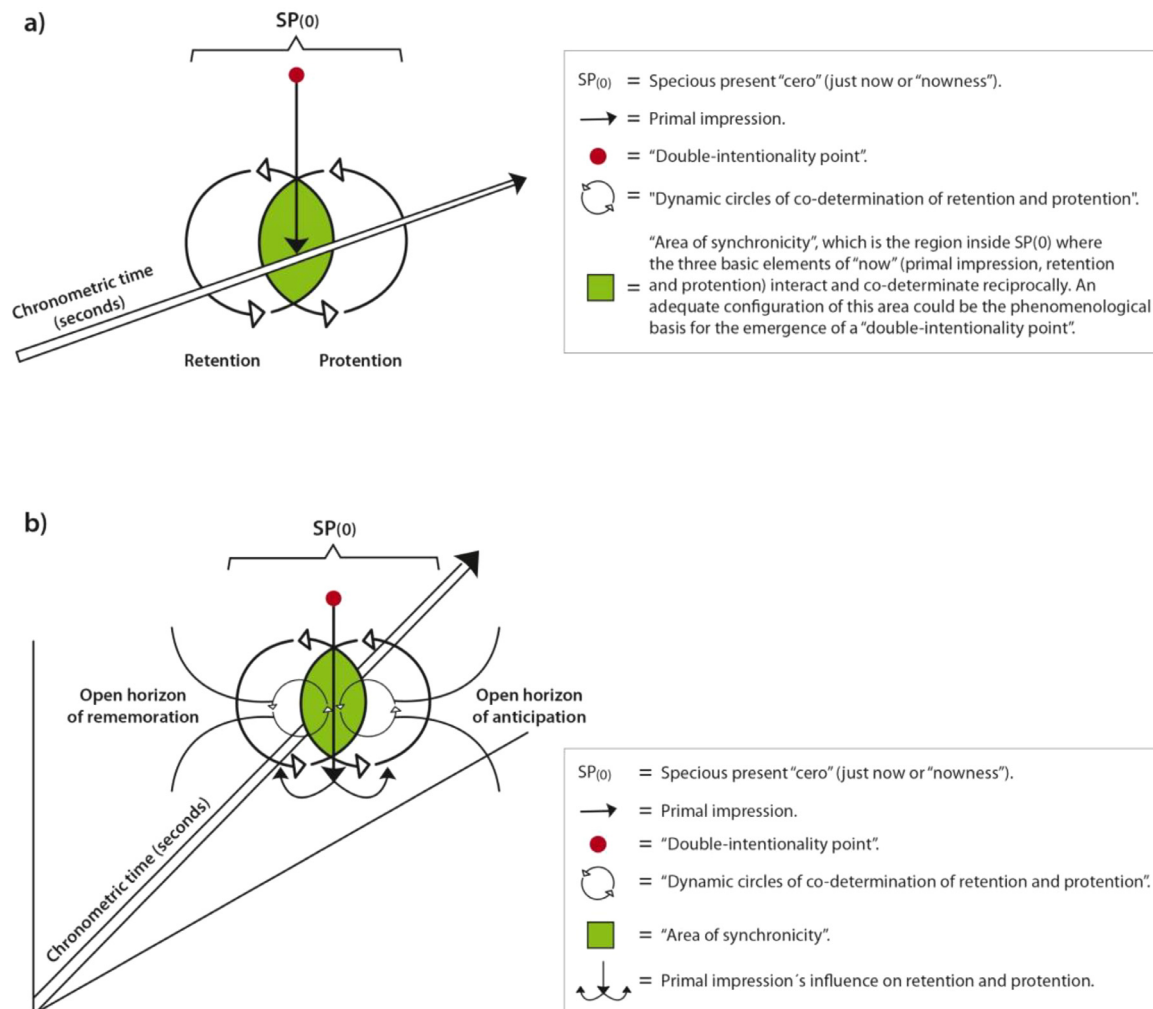 a)
SP(0)
Chronometric time
(seconds)
Retention
Protention
SP(0) = Specious present “cero” (just now or “nowness”).
= Primal impression.
= “Double-intentionality point”.
= "Dynamic circles of co-determination of retention and protention".
“Area of synchronicity”, which is the region inside SP(0) where
the three basic elements of “now” (primal impression, retention
= and protention) interact and co-determinate reciprocally. An
adequate configuration of this area could be the phenomenological
basis for the emergence of a “double-intentionality point”.
b)
SP(0)
Open horizon
of rememoration
Open horizon
of anticipation
Chronometric time (seconds)
SP(0) = Specious present “cero” (just now or “nowness”).
= Primal impression.
= “Double-intentionality point”.
= “Dynamic circles of co-determination of retention and protention”.
= “Area of synchronicity”.
= Primal impression´s influence on retention and protention.